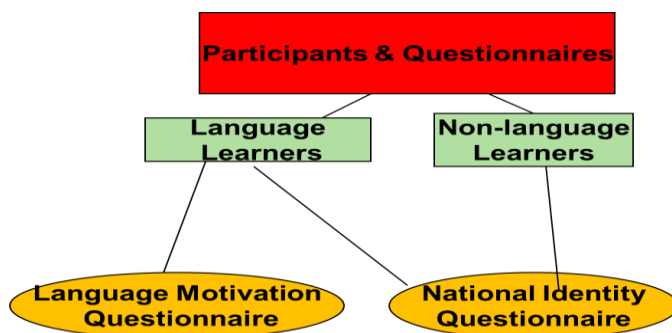 Participants & Questionnaires
Language
Learners
Non-language
Learners
Language Motivation
Questionnaire
National Identity
Questionnaire